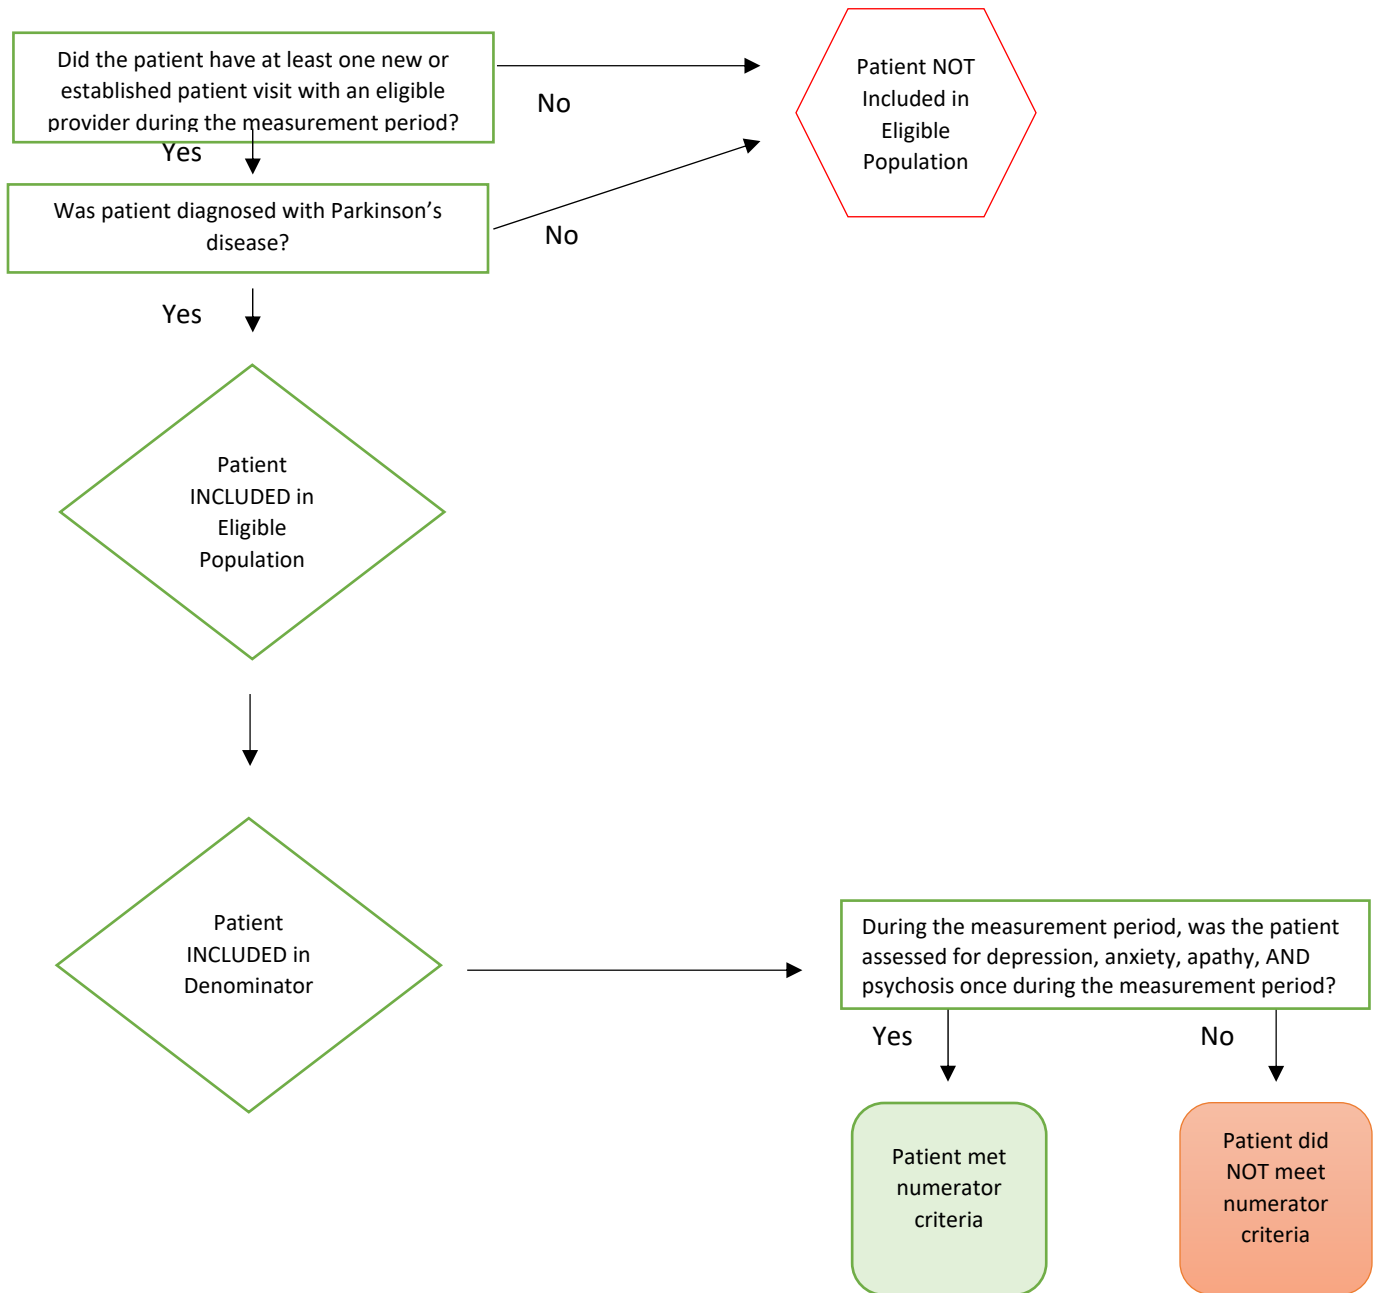 Did the patient have at least one new or
established patient visit with an eligible
provider during the measurement period?
No
Patient NOT
Included in
Eligible
Population
Yes
Was patient diagnosed with Parkinson’s
disease?
No
Yes
Patient
INCLUDED in
Eligible
Population
Patient
INCLUDED in
Denominator
During the measurement period, was the patient
assessed for depression, anxiety, apathy, AND
psychosis once during the measurement period?
Yes
No
Patient met
numerator
criteria
Patient did
NOT meet
numerator
criteria